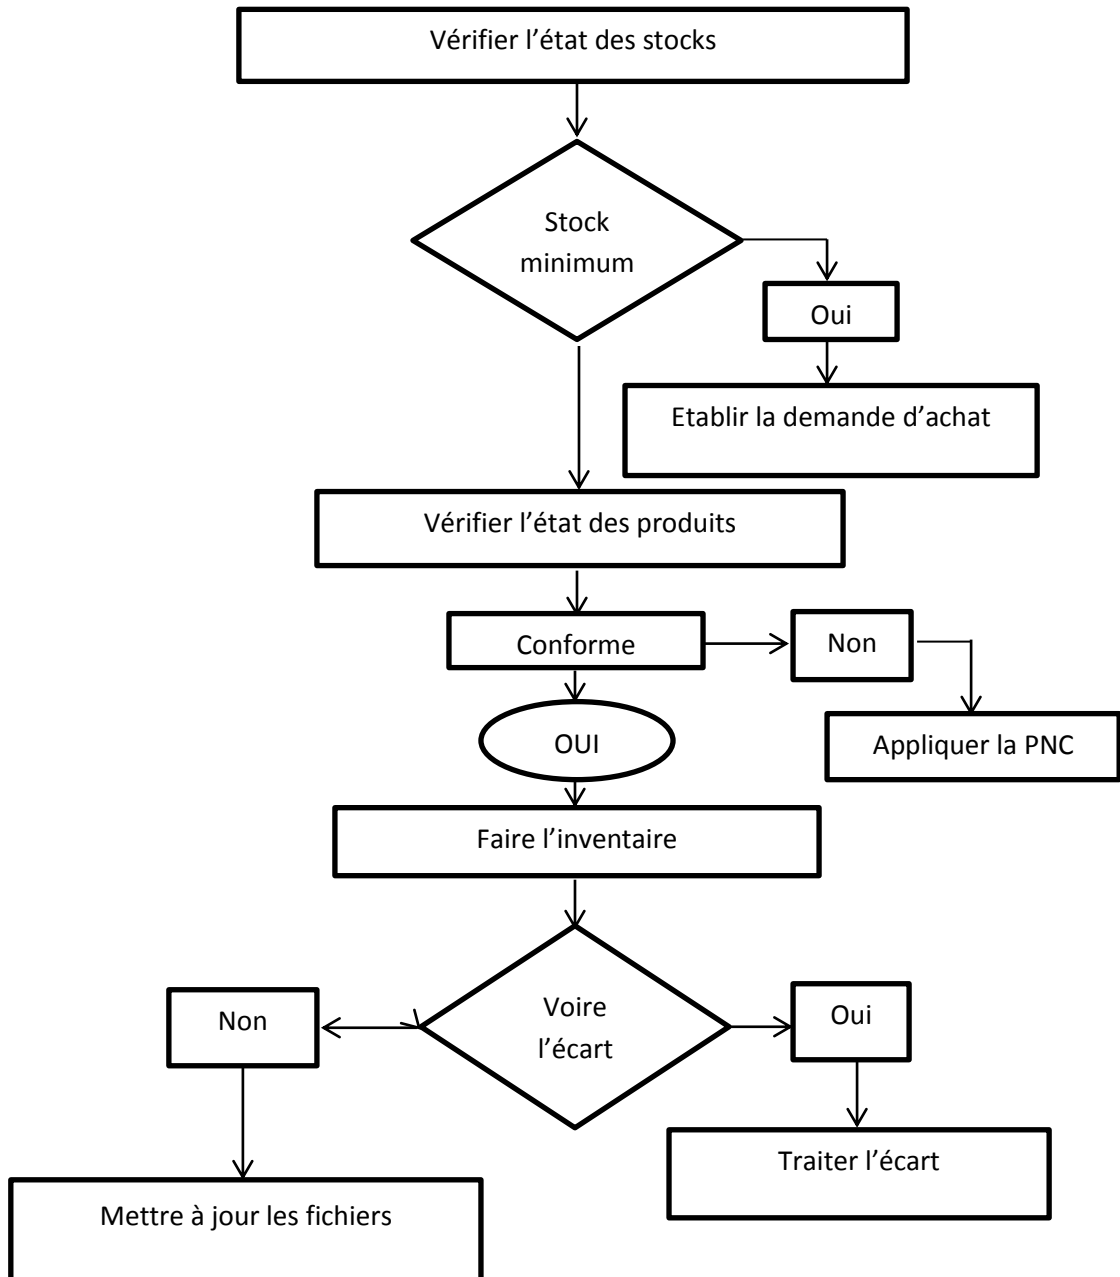 Vérifier l’état des stocks
Stock
minimum
Oui
Etablir la demande d’achat
Vérifier l’état des produits
Conforme
Non
OUI
Appliquer la PNC
Faire l’inventaire
Voire
l’écart
Non
Oui
Traiter l’écart
Mettre à jour les fichiers